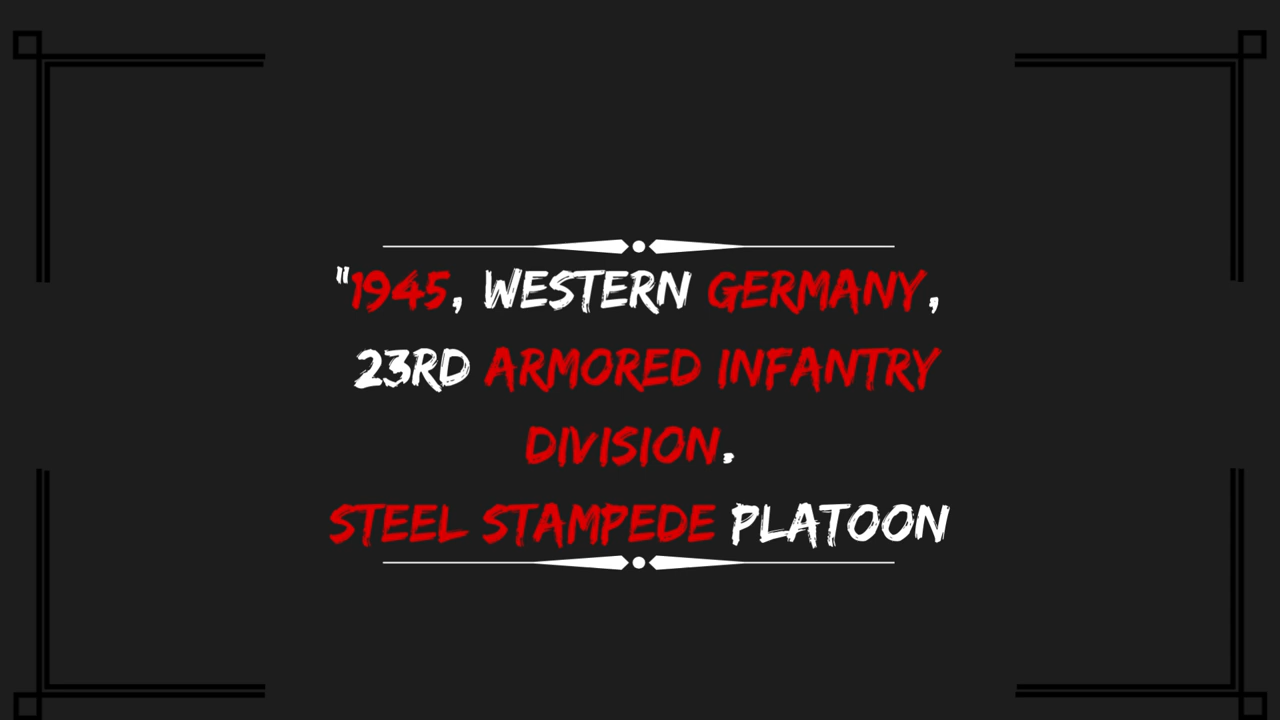 "1945, WESTERN GERMANY,
23RD ARMORED INFANTRY
DIVISION.
STEEL STAMPEDE PLATOON